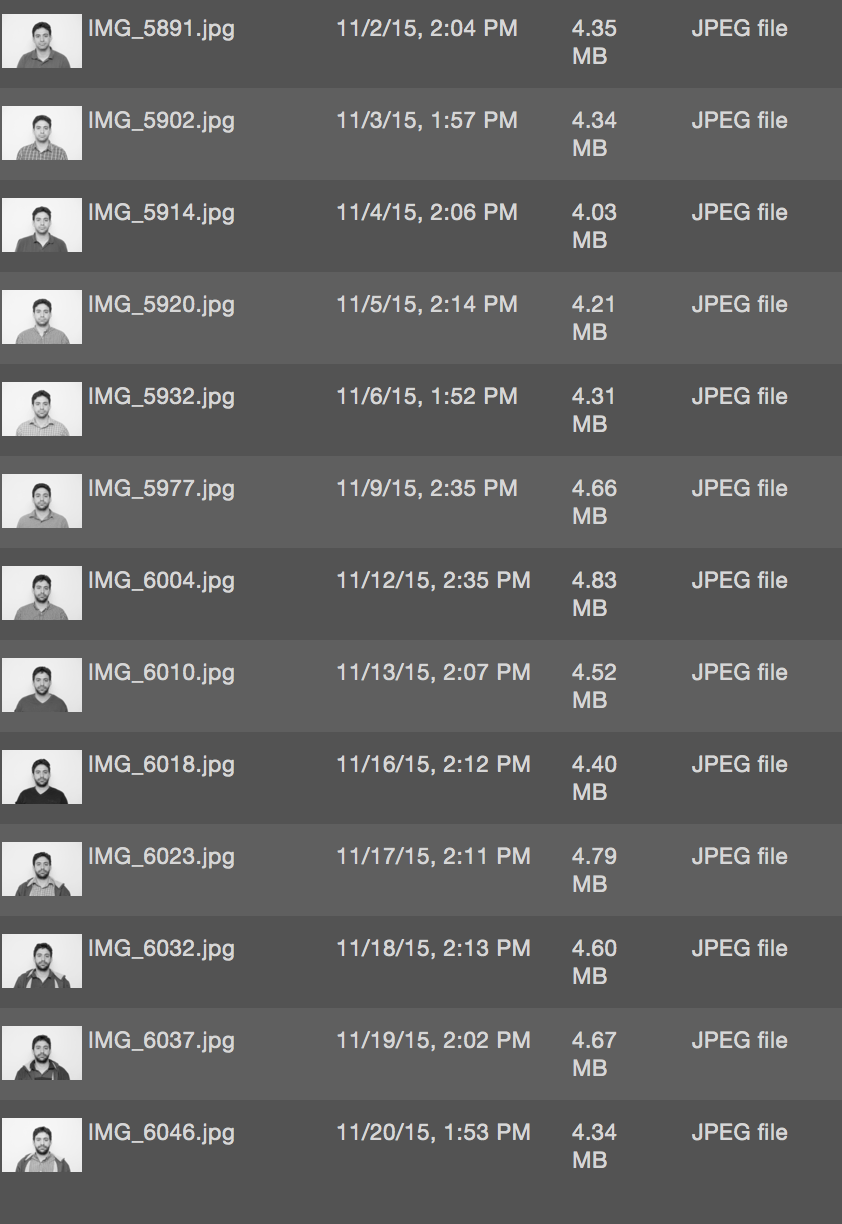 IMG_5891.jpg 11/2/15, 2:04 PM 4.35 JPEG file
MB
IMG_5902.jpg 11/3/15, 1:57 PM 4.34 JPEG file
MB
IMG_5914.jpg 11/4/15, 2:06 PM 4.03 JPEG file
MB
IMG_5920.jpg 11/5/15, 2:14 PM 4.21 JPEG file
MB
IMG_5932.jpg 11/6/15, 1:52 PM 4.31 JPEG file
MB
IMG_5977.jpg 11/9/15, 2:35 PM 4.66 JPEG file
MB
IMG_6004.jpg 11/12/15, 2:35 PM 4.83 JPEG file
MB
IMG_6010.jpg 11/13/15, 2:07 PM 4.52 JPEG file
MB
IMG_6018.jpg 11/16/15, 2:12 PM 4.40 JPEG file
MB
IMG_6023.jpg 11/17/15, 2:11 PM 4.79 JPEG file
MB
IMG_6032.jpg 11/18/15, 2:13 PM 4.60 JPEG file
MB
IMG_6037.jpg 11/19/15, 2:02 PM 4.67 JPEG file
MB
IMG_6046.jpg 11/20/15, 1:53 PM 4.34 JPEG file
MB